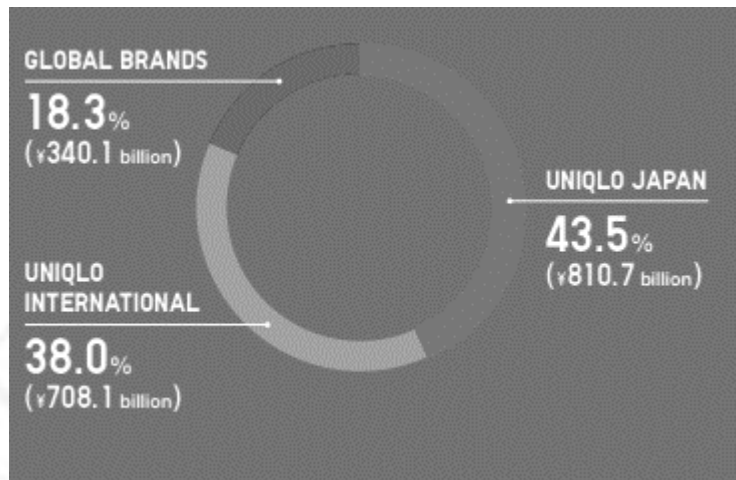 GLOBAL BRANDS
18.3%
(¥340.1 billion)
UNIQLO JAPAN
43.5%
(¥810.7 billion)
UNIQLO
INTERNATIONAL
38.0%
(¥708.1 billion)